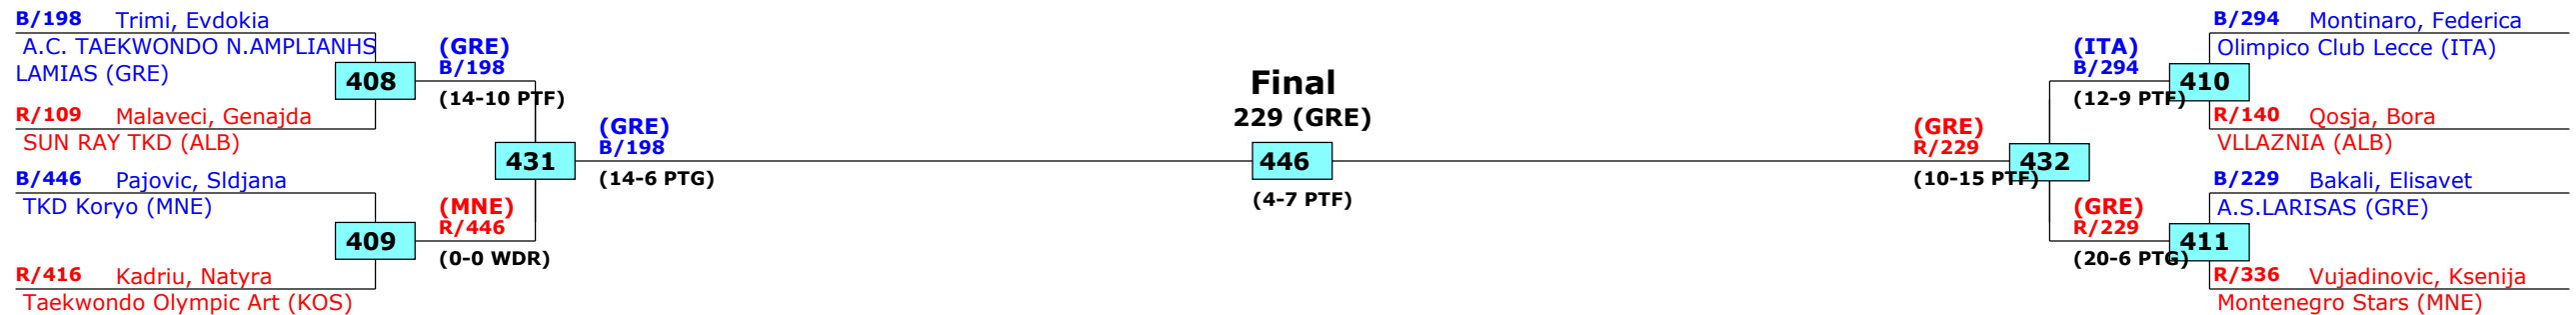 B/198 Trimi, Evdokia
A.C. TAEKWONDO N.AMPLIANHS
LAMIAS (GRE)
408
R/109 Malaveci, Genajda
SUN RAY TKD (ALB)
(GRE)
B/198
(14-10 PTF)
B/446 Pajovic, Sldjana
TKD Koryo (MNE)
409
R/416 Kadriu, Natyra
Taekwondo Olympic Art (KOS)
(MNE)
R/446
(0-0 WDR)
431
(GRE)
B/198
(14-6 PTG)
Final
229 (GRE)
446
(4-7 PTF)
(GRE)
R/229
(10-15 PTF)
432
(ITA)
B/294
(12-9 PTF)
410
B/294 Montinaro, Federica
Olimpico Club Lecce (ITA)
R/140 Qosja, Bora
VLLAZNIA (ALB)
(GRE)
R/229
(20-6 PTG)
411
B/229 Bakali, Elisavet
A.S.LARISAS (GRE)
R/336 Vujadinovic, Ksenija
Montenegro Stars (MNE)